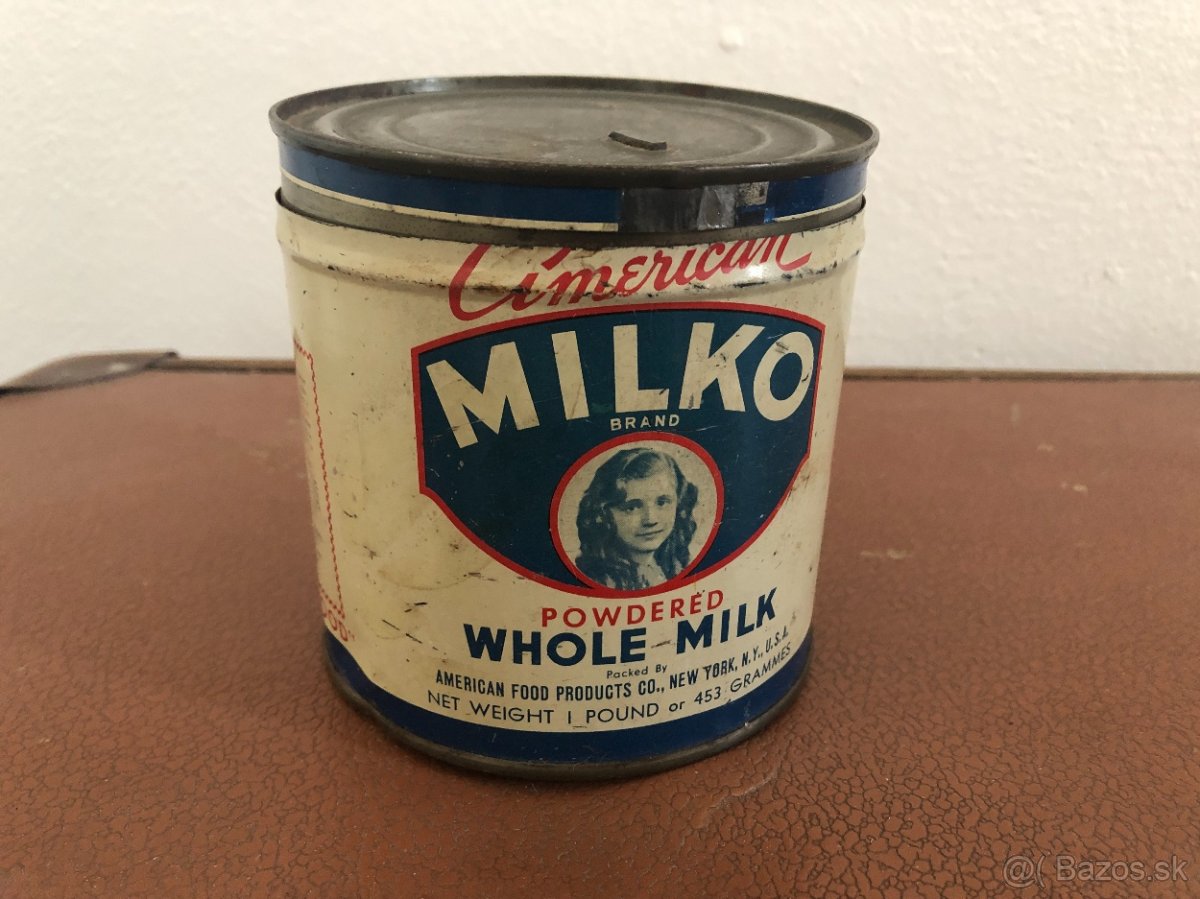 American
MILKO
BRAND
POWDERED
WHOLE MILK
Packed By
AMERICAN FOOD PRODUCTS CO., NEW YORK, N.Y., U.S.A.
NET WEIGHT 1 POUND or 453 GRAMMES
@( Bazos.sk